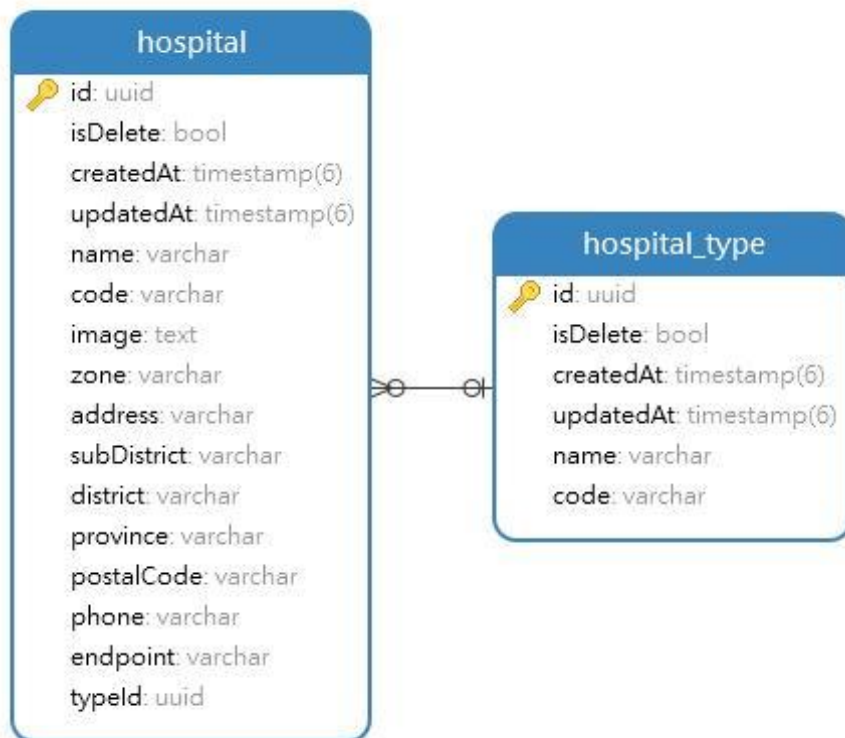 hospital
id: uuid
isDelete: bool
createdAt: timestamp(6)
updatedAt: timestamp(6)
name: varchar
code: varchar
image: text
zone: varchar
address: varchar
subDistrict: varchar
district: varchar
province: varchar
postalCode: varchar
phone: varchar
endpoint: varchar
typeId: uuid
hospital_type
id: uuid
isDelete: bool
createdAt: timestamp(6)
updatedAt: timestamp(6)
name: varchar
code: varchar